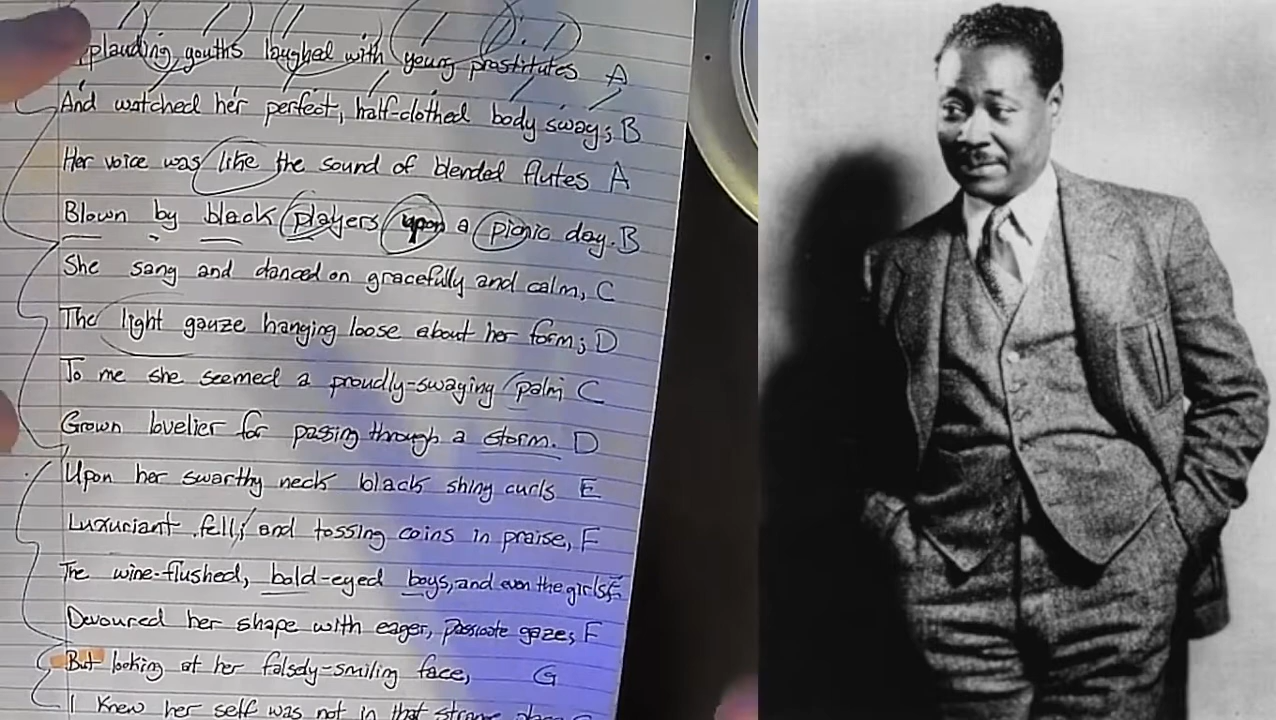 plauding youths laughed with young prostitutes A
And watched her perfect, half-clothed body sway; B
Her voice was like the sound of blended flutes A
Blown by black players upon a picnic day. B
She sang and danced on gracefully and calm, C
The light gauze hanging loose about her form; D
To me she seemed a proudly-swaying palm C
Grown lovelier for passing through a storm. D
Upon her swarthy neck black shiny curls E
Luxuriant fell; and tossing coins in praise, F
The wine-flushed, bold-eyed boys, and even the girls, E
Devoured her shape with eager, passionate gaze; F
But looking at her falsely-smiling face, G
I knew her self was not in that strange